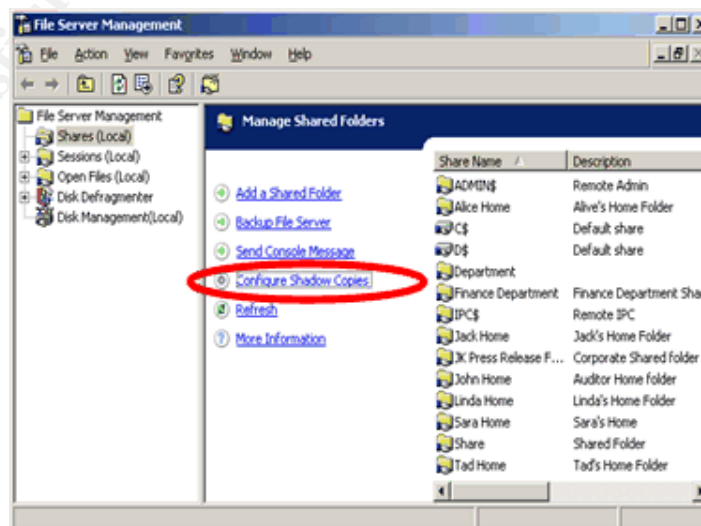 File Server Management
File Action View Favorites Window Help
File Server Management
Shares (Local)
Sessions (Local)
Open Files (Local)
Disk Defragmenter
Disk Management(Local)
Manage Shared Folders
Add a Shared Folder
Backup File Server
Send Console Message
Configure Shadow Copies
Refresh
More Information
Share Name Description
ADMIN$ Remote Admin
Alice Home Alive's Home Folder
C$ Default share
D$ Default share
Department
Finance Department Finance Department Sha
IPC$ Remote IPC
Jack Home Jack's Home Folder
JK Press Release F... Corporate Shared folder
John Home Auditor Home folder
Linda Home Linda's Home Folder
Sara Home Sara's Home
Share Shared Folder
Tad Home Tad's Home Folder